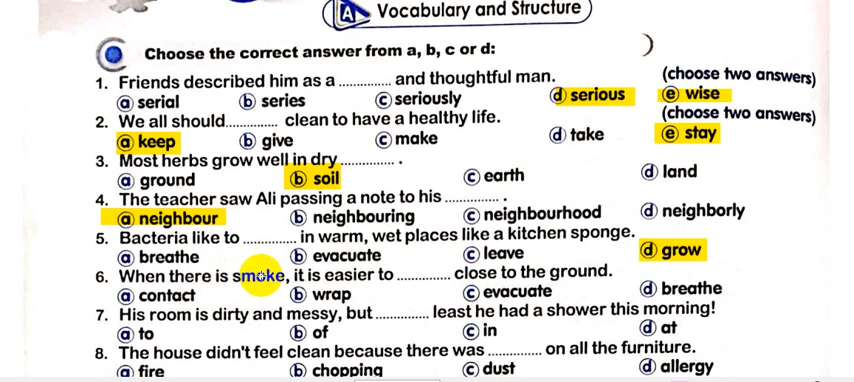 A Vocabulary and Structure
Choose the correct answer from a, b, c or d:
1. Friends described him as a .............. and thoughtful man. (choose two answers)
a serial b series c seriously d serious e wise
2. We all should.............. clean to have a healthy life. (choose two answers)
a keep b give c make d take e stay
3. Most herbs grow well in dry .............. .
a ground b soil c earth d land
4. The teacher saw Ali passing a note to his .............. .
a neighbour b neighbouring c neighbourhood d neighborly
5. Bacteria like to .............. in warm, wet places like a kitchen sponge.
a breathe b evacuate c leave d grow
6. When there is smoke, it is easier to .............. close to the ground.
a contact b wrap c evacuate d breathe
7. His room is dirty and messy, but .............. least he had a shower this morning!
a to b of c in d at
8. The house didn't feel clean because there was .............. on all the furniture.
a fire b chopping c dust d allergy